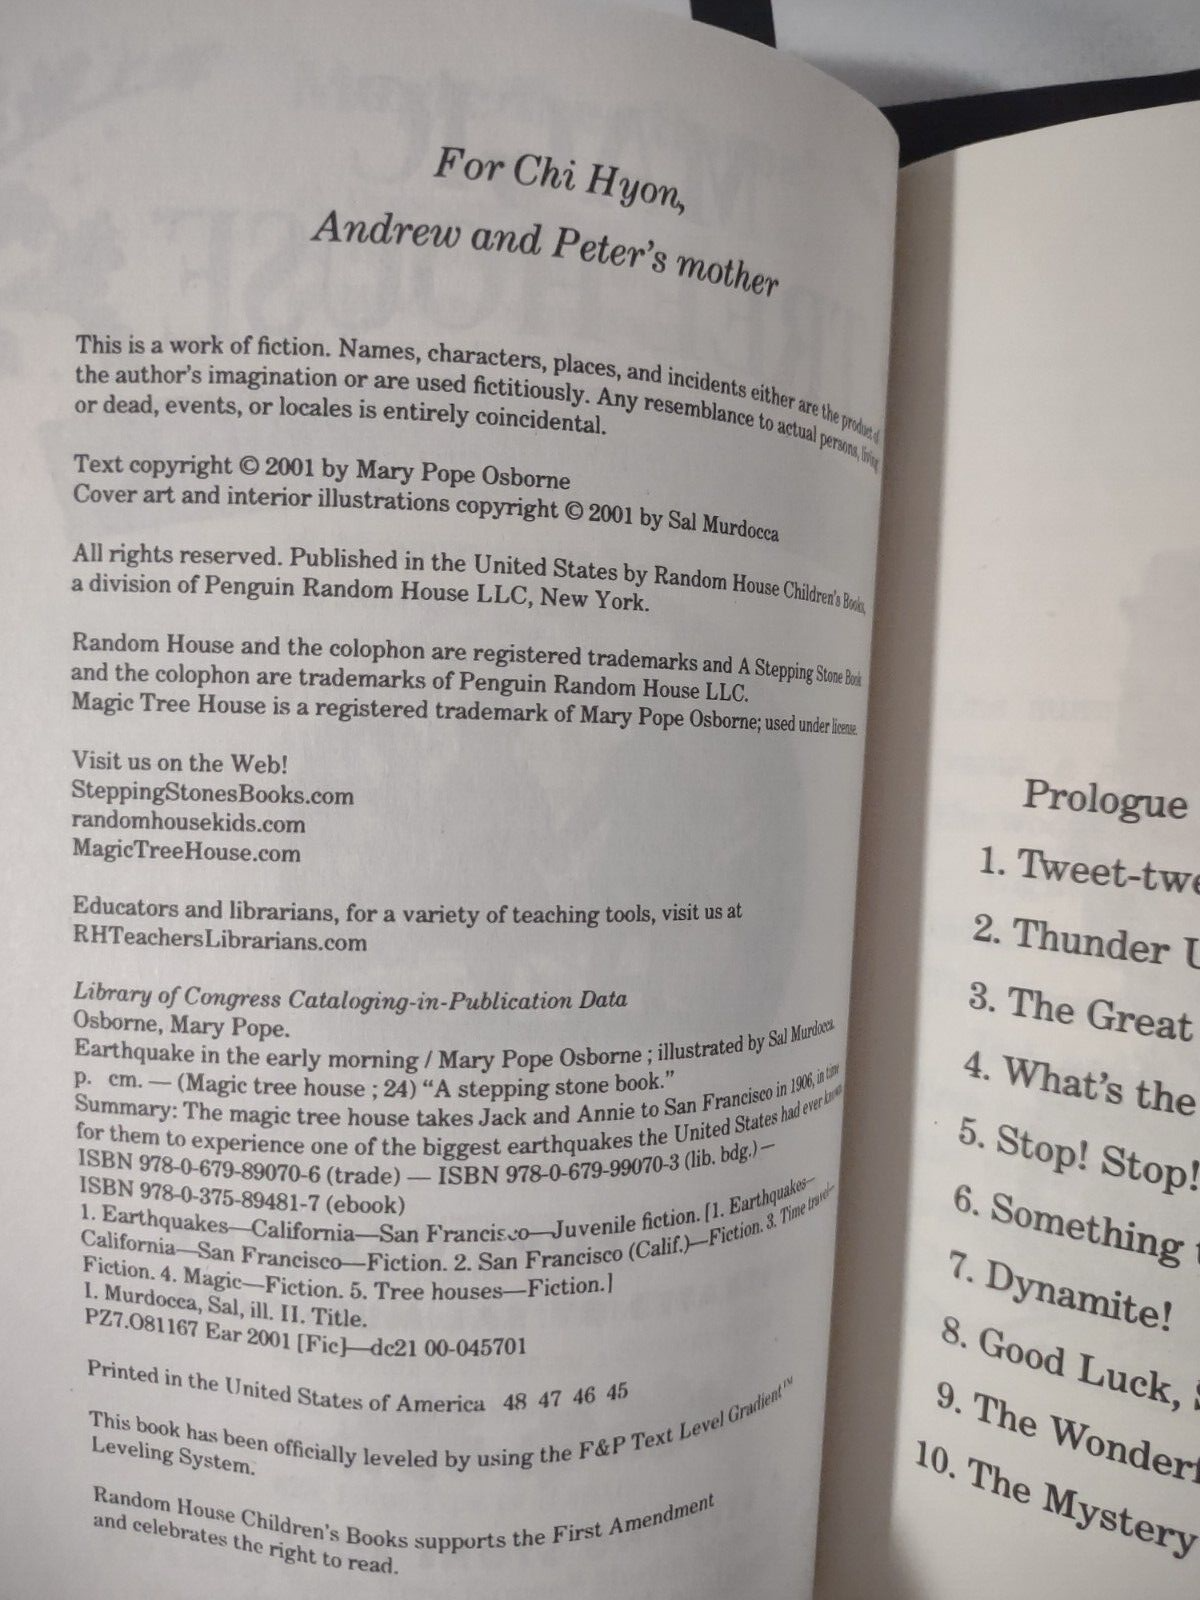 For Chi Hyon,
Andrew and Peter's mother
This is a work of fiction. Names, characters, places, and incidents either are the product of
the author's imagination or are used fictitiously. Any resemblance to actual persons, living
or dead, events, or locales is entirely coincidental.
Text copyright © 2001 by Mary Pope Osborne
Cover art and interior illustrations copyright © 2001 by Sal Murdocca
All rights reserved. Published in the United States by Random House Children's Books,
a division of Penguin Random House LLC, New York.
Random House and the colophon are registered trademarks and A Stepping Stone Book
and the colophon are trademarks of Penguin Random House LLC.
Magic Tree House is a registered trademark of Mary Pope Osborne; used under license.
Visit us on the Web!
SteppingStonesBooks.com
randomhousekids.com
MagicTreeHouse.com
Educators and librarians, for a variety of teaching tools, visit us at
RHTeachersLibrarians.com
Library of Congress Cataloging-in-Publication Data
Osborne, Mary Pope.
Earthquake in the early morning / Mary Pope Osborne ; illustrated by Sal Murdocca.
p. cm. — (Magic tree house ; 24) “A stepping stone book.”
Summary: The magic tree house takes Jack and Annie to San Francisco in 1906, in time
for them to experience one of the biggest earthquakes the United States had ever known.
ISBN 978-0-679-89070-6 (trade) — ISBN 978-0-679-99070-3 (lib. bdg.) —
ISBN 978-0-375-89481-7 (ebook)
1. Earthquakes—California—San Francisco—Juvenile fiction. [1. Earthquakes—
California—San Francisco—Fiction. 2. San Francisco (Calif.)—Fiction. 3. Time travel—
Fiction. 4. Magic—Fiction. 5. Tree houses—Fiction.]
I. Murdocca, Sal, ill. II. Title.
PZ7.O81167 Ear 2001 [Fic]—dc21 00-045701
Printed in the United States of America 48 47 46 45
This book has been officially leveled by using the F&P Text Level Gradient™
Leveling System.
Random House Children's Books supports the First Amendment
and celebrates the right to read.
Prologue
1. Tweet-twe
2. Thunder U
3. The Great
4. What's the
5. Stop! Stop!
6. Something t
7. Dynamite!
8. Good Luck, S
9. The Wonderf
10. The Mystery